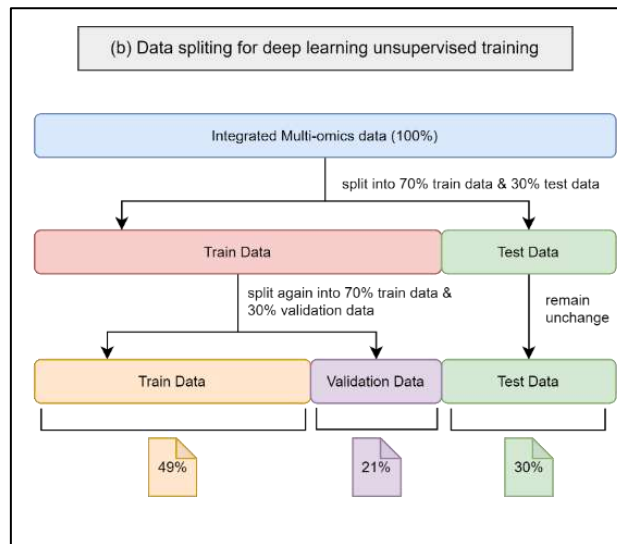 (b) Data spliting for deep learning unsupervised training
Integrated Multi-omics data (100%)
split into 70% train data & 30% test data
Train Data
Test Data
split again into 70% train data &
30% validation data
remain
unchange
Train Data
Validation Data
Test Data
49%
21%
30%